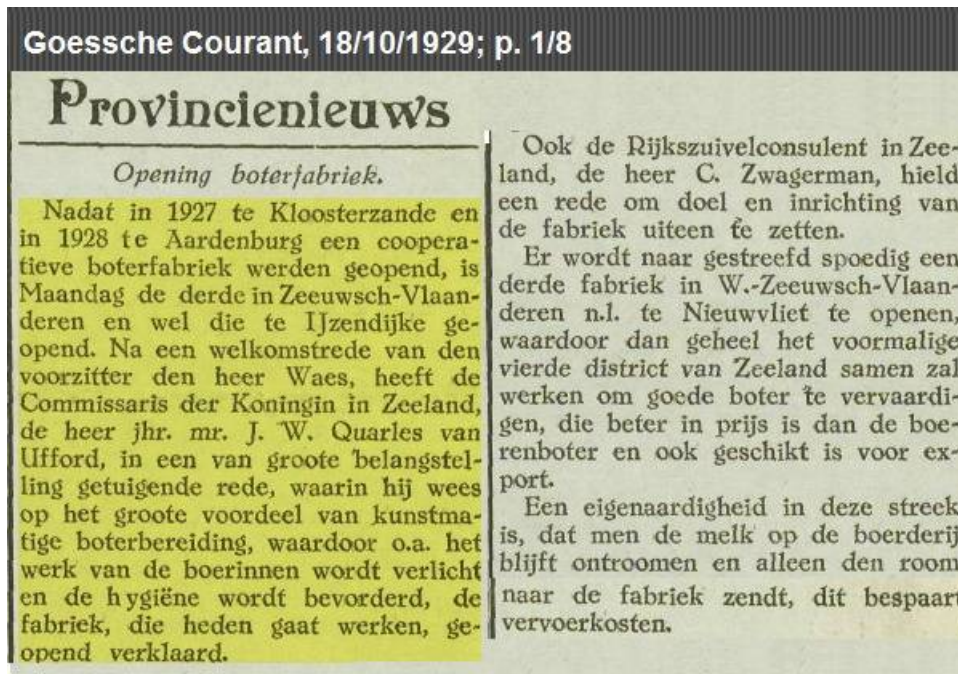 Goessche Courant, 18/10/1929; p. 1/8
Provincienieuws
Opening boterfabriek.
Nadat in 1927 te Kloosterzande en
in 1928 te Aardenburg een coopera-
tieve boterfabriek werden geopend, is
Maandag de derde in Zeeuwsch-Vlaan-
deren en wel die te IJzendijke ge-
opend. Na een welkomstrede van den
voorzitter den heer Waes, heeft de
Commissaris der Koningin in Zeeland,
de heer jhr. mr. J. W. Quarles van
Ufford, in een van groote belangstel-
ling getuigende rede, waarin hij wees
op het groote voordeel van kunstma-
tige boterbereiding, waardoor o.a. het
werk van de boerinnen wordt verlicht
en de hygiëne wordt bevorderd, de
fabriek, die heden gaat werken, ge-
opend verklaard.
Ook de Rijkszuivelconsulent in Zee-
land, de heer C. Zwagerman, hield
een rede om doel en inrichting van
de fabriek uiteen te zetten.
Er wordt naar gestreefd spoedig een
derde fabriek in W.-Zeeuwsch-Vlaan-
deren n.l. te Nieuwvliet te openen,
waardoor dan geheel het voormalige
vierde district van Zeeland samen zal
werken om goede boter te vervaardi-
gen, die beter in prijs is dan de boe-
renboter en ook geschikt is voor ex-
port.
Een eigenaardigheid in deze streek
is, dat men de melk op de boerderij
blijft ontroomen en alleen den room
naar de fabriek zendt, dit bespaart
vervoerkosten.